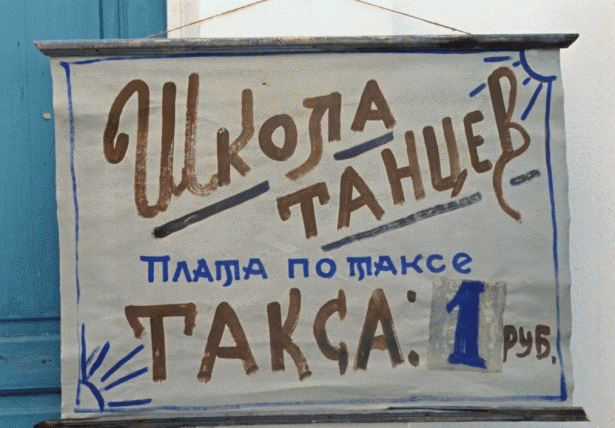 Школа
танцев
Плата по таксе
ТАКСА: 1 РУБ.